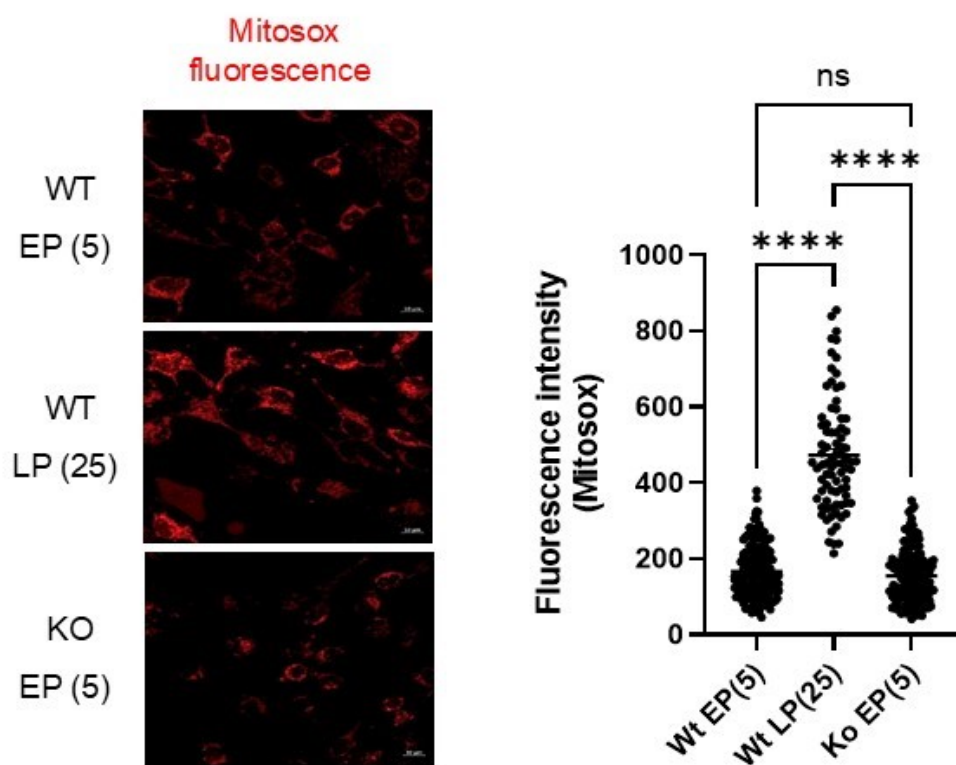 Mitosox
fluorescence
WT
EP (5)
WT
LP (25)
KO
EP (5)
ns
****
****
Fluorescence intensity
(Mitosox)
1000
800
600
400
200
0
Wt EP(5)
Wt LP(25)
Ko EP(5)